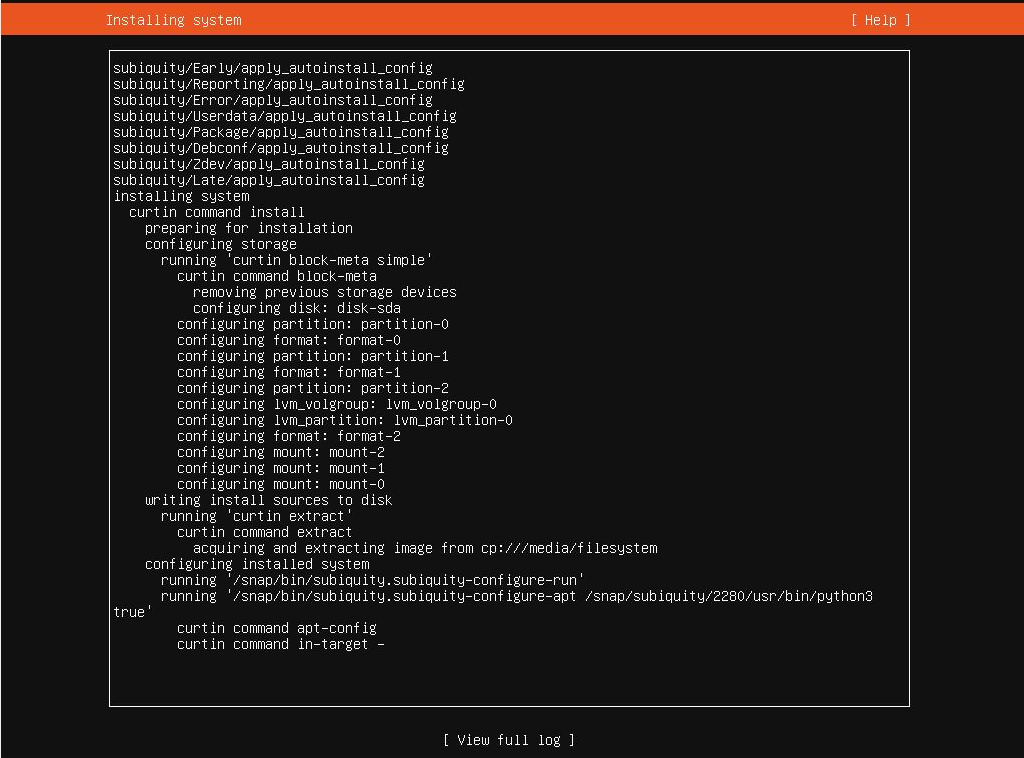 Installing system
[ Help ]
subiquity/Early/apply_autoinstall_config
subiquity/Reporting/apply_autoinstall_config
subiquity/Error/apply_autoinstall_config
subiquity/Userdata/apply_autoinstall_config
subiquity/Package/apply_autoinstall_config
subiquity/Debconf/apply_autoinstall_config
subiquity/Zdev/apply_autoinstall_config
subiquity/Late/apply_autoinstall_config
installing system
curtin command install
preparing for installation
configuring storage
running 'curtin block-meta simple'
curtin command block-meta
removing previous storage devices
configuring disk: disk-sda
configuring partition: partition-0
configuring format: format-0
configuring partition: partition-1
configuring format: format-1
configuring partition: partition-2
configuring lvm_volgroup: lvm_volgroup-0
configuring lvm_partition: lvm_partition-0
configuring format: format-2
configuring mount: mount-2
configuring mount: mount-1
configuring mount: mount-0
writing install sources to disk
running 'curtin extract'
curtin command extract
acquiring and extracting image from cp:///media/filesystem
configuring installed system
running '/snap/bin/subiquity.subiquity-configure-run'
running '/snap/bin/subiquity.subiquity-configure-apt /snap/subiquity/2280/usr/bin/python3
true'
curtin command apt-config
curtin command in-target -
[ View full log ]